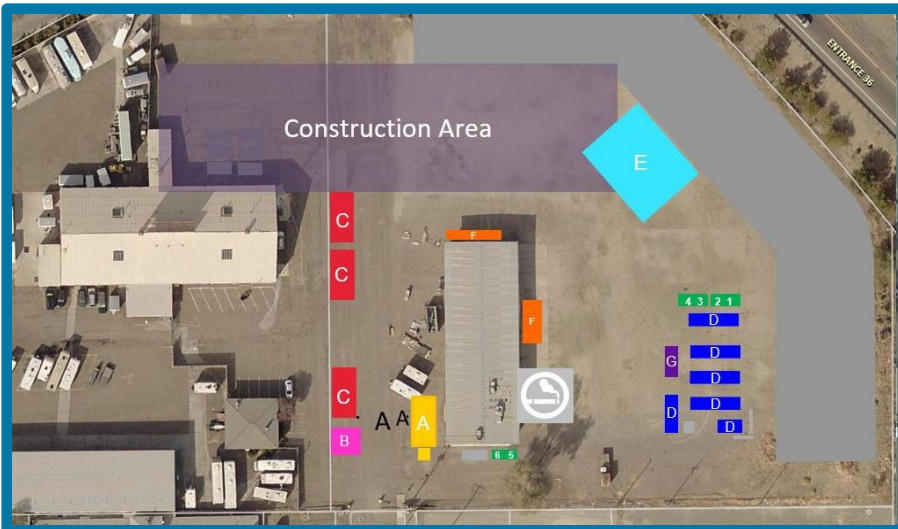 ENTRANCE 36
Construction Area
E
C
F
C
4 3 2 1
D
F
D
G
D
C
A A
A
D
D
B
D
6 5